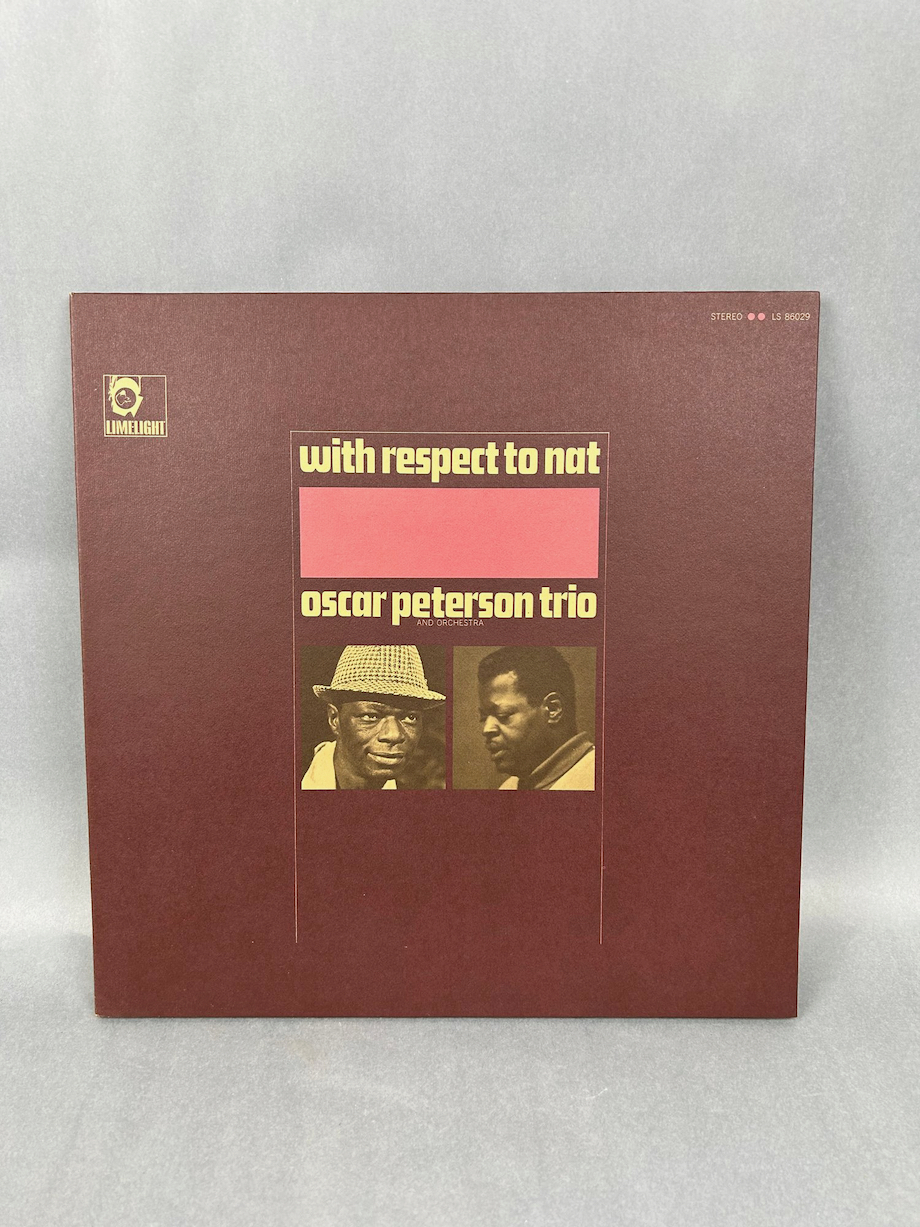 STEREO LS 86029
LIMELIGHT
with respect to nat
oscar peterson trio
AND ORCHESTRA